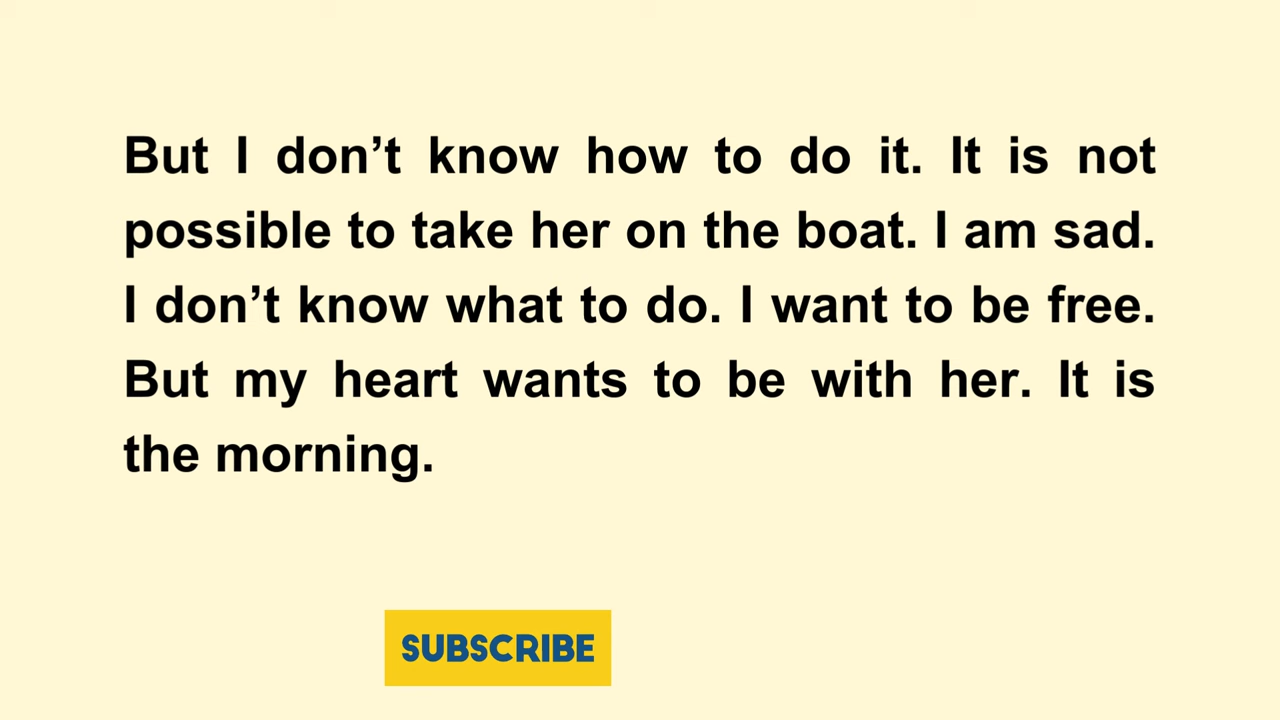 But I don’t know how to do it. It is not
possible to take her on the boat. I am sad.
I don’t know what to do. I want to be free.
But my heart wants to be with her. It is
the morning.
SUBSCRIBE